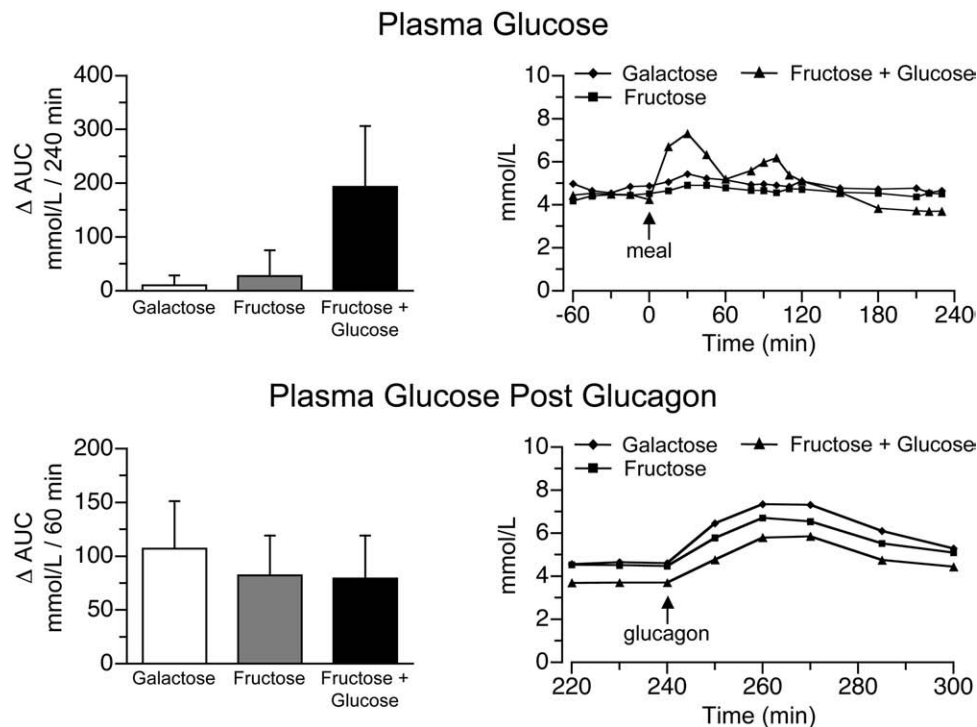 Plasma Glucose
Δ AUC
mmol/L / 240 min
400
300
200
100
0
Galactose
Fructose
Fructose +
Glucose
mmol/L
10
8
6
4
2
0
Galactose
Fructose
Fructose + Glucose
meal
-60
0
60
120
180
240
Time (min)
Plasma Glucose Post Glucagon
Δ AUC
mmol/L / 60 min
200
150
100
50
0
Galactose
Fructose
Fructose +
Glucose
mmol/L
10
8
6
4
2
0
Galactose
Fructose
Fructose + Glucose
glucagon
220
240
260
280
300
Time (min)